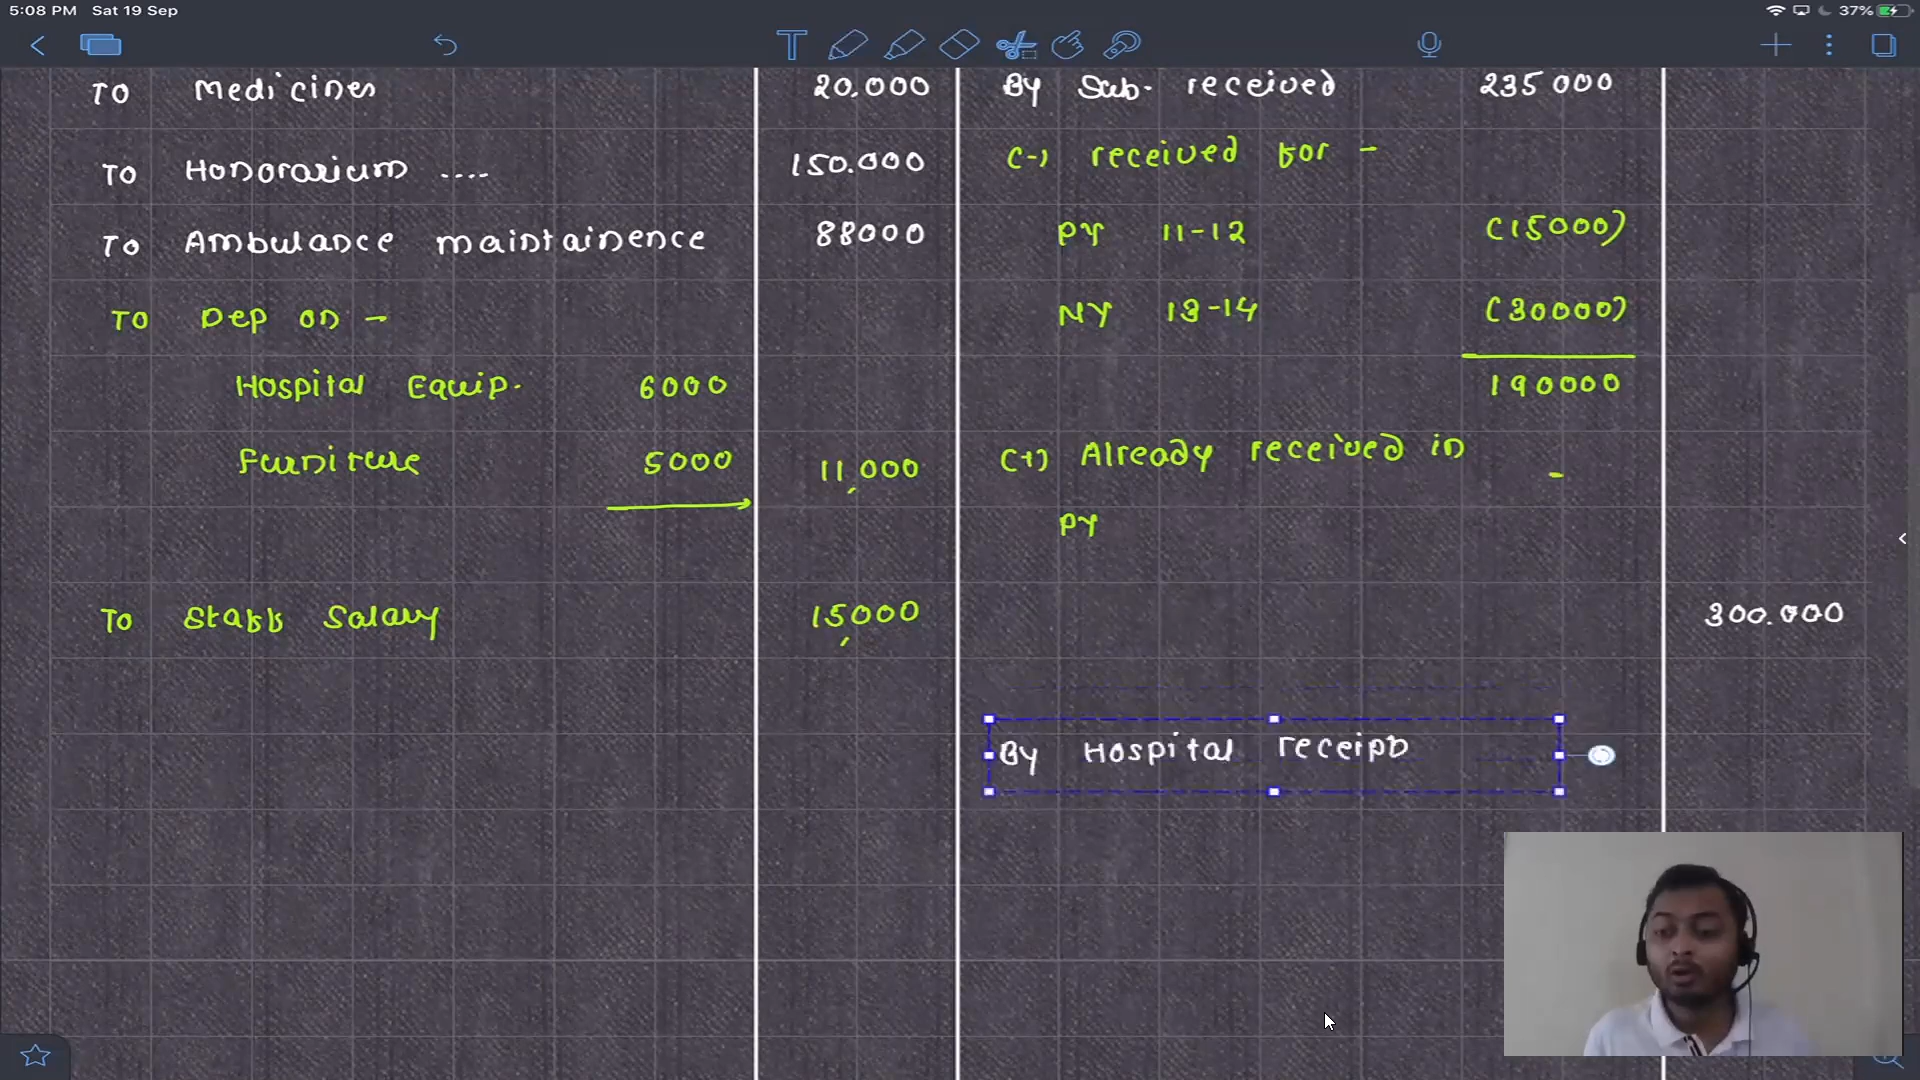 5:08 PM Sat 19 Sep
37%
To Medicines 20,000
To Honorarium .... 150.000
To Ambulance maintainence 88000
To Dep on -
Hospital Equip. 6000
Furniture 5000 11,000
To Staff Salary 15,000
By Sub. received 235000
(-) received for -
PY 11-12 (15000)
NY 13-14 (30000)
190000
(+) Already received in -
PY
300.000
By Hospital receipt